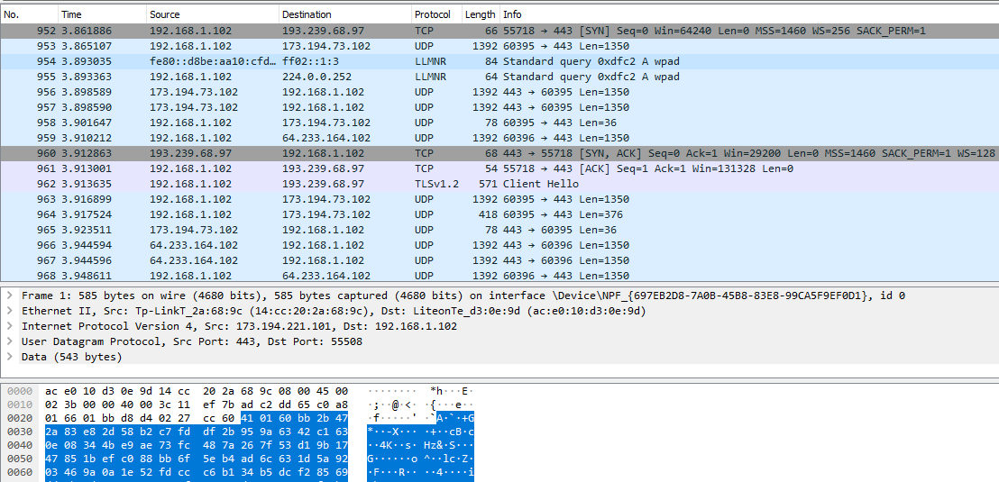 No. Time Source Destination Protocol Length Info
952 3.861886 192.168.1.102 193.239.68.97 TCP 66 55718 → 443 [SYN] Seq=0 Win=64240 Len=0 MSS=1460 WS=256 SACK_PERM=1
953 3.865107 192.168.1.102 173.194.73.102 UDP 1392 60395 → 443 Len=1350
954 3.893035 fe80::d8be:aa10:cfd… ff02::1:3 LLMNR 84 Standard query 0xdfc2 A wpad
955 3.893363 192.168.1.102 224.0.0.252 LLMNR 64 Standard query 0xdfc2 A wpad
956 3.898589 173.194.73.102 192.168.1.102 UDP 1392 443 → 60395 Len=1350
957 3.898590 173.194.73.102 192.168.1.102 UDP 1392 443 → 60395 Len=1350
958 3.901647 192.168.1.102 173.194.73.102 UDP 78 60395 → 443 Len=36
959 3.910212 192.168.1.102 64.233.164.102 UDP 1392 60396 → 443 Len=1350
960 3.912863 193.239.68.97 192.168.1.102 TCP 68 443 → 55718 [SYN, ACK] Seq=0 Ack=1 Win=29200 Len=0 MSS=1460 SACK_PERM=1 WS=128
961 3.913001 192.168.1.102 193.239.68.97 TCP 54 55718 → 443 [ACK] Seq=1 Ack=1 Win=131328 Len=0
962 3.913635 192.168.1.102 193.239.68.97 TLSv1.2 571 Client Hello
963 3.916899 192.168.1.102 173.194.73.102 UDP 1392 60395 → 443 Len=1350
964 3.917524 192.168.1.102 173.194.73.102 UDP 418 60395 → 443 Len=376
965 3.923511 173.194.73.102 192.168.1.102 UDP 78 443 → 60395 Len=36
966 3.944594 64.233.164.102 192.168.1.102 UDP 1392 443 → 60396 Len=1350
967 3.944596 64.233.164.102 192.168.1.102 UDP 1392 443 → 60396 Len=1350
968 3.948611 192.168.1.102 64.233.164.102 UDP 1392 60396 → 443 Len=1350
Frame 1: 585 bytes on wire (4680 bits), 585 bytes captured (4680 bits) on interface \Device\NPF_{697EB2D8-7A0B-45B8-83E8-99CA5F9EF0D1}, id 0
Ethernet II, Src: Tp-LinkT_2a:68:9c (14:cc:20:2a:68:9c), Dst: LiteonTe_d3:0e:9d (ac:e0:10:d3:0e:9d)
Internet Protocol Version 4, Src: 173.194.221.101, Dst: 192.168.1.102
User Datagram Protocol, Src Port: 443, Dst Port: 55508
Data (543 bytes)
0000 ac e0 10 d3 0e 9d 14 cc 20 2a 68 9c 08 00 45 00 ········ *h···E·
0010 02 3b 00 00 40 00 3c 11 ef 7b ad c2 dd 65 c0 a8 ·;··@·<· ·{···e··
0020 01 66 01 bb d8 d4 02 27 cc 60 41 01 60 bb 2b 47 ·f·····' ·`A·`·+G
0030 2a 83 e8 2d 58 b2 c7 fd df 2b 95 9a 63 42 c1 63 *··-X··· ·+··cB·c
0040 0e 08 34 4b e9 ae 73 fc 48 7a 26 7f 53 d1 9b 17 ··4K··s· Hz&·S···
0050 47 85 1b ef c0 88 bb 6f 5e b4 ad 6c 63 1d 5a 92 G······o ^··lc·Z·
0060 03 46 9a 0a 1e 52 fd cc c6 b1 34 b5 dc f2 85 69 ·F···R·· ··4····i